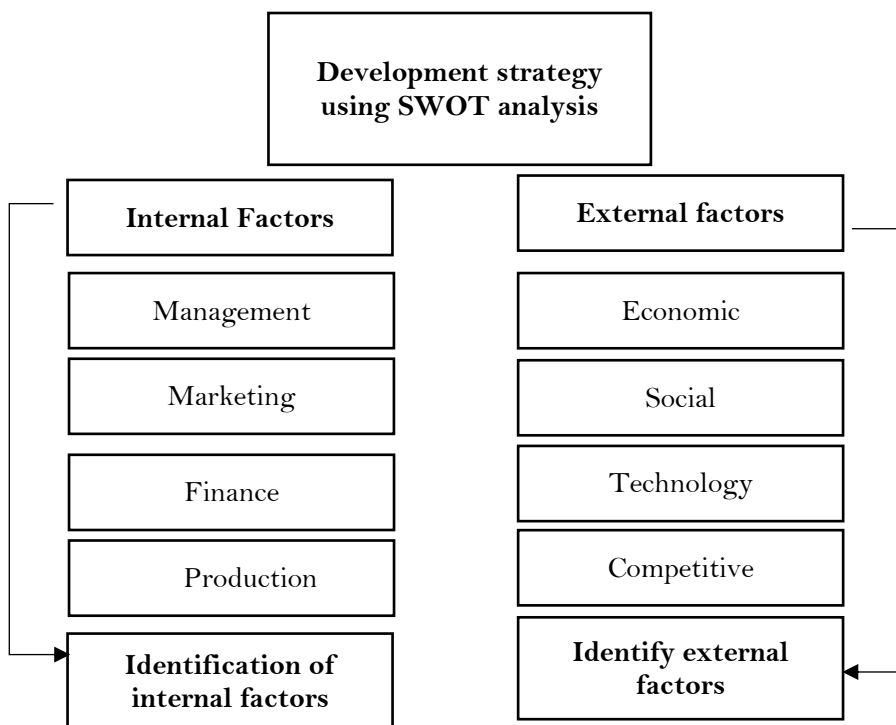 Development strategy
using SWOT analysis
Internal Factors
Management
Marketing
Finance
Production
Identification of
internal factors
External factors
Economic
Social
Technology
Competitive
Identify external
factors